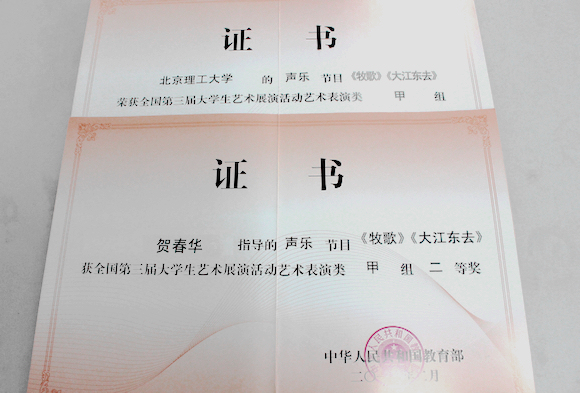 证 书
北京理工大学 的 声乐 节目《牧歌》《大江东去》
荣获全国第三届大学生艺术展演活动艺术表演类 甲 组
证 书
贺春华 指导的 声乐 节目《牧歌》《大江东去》
获全国第三届大学生艺术展演活动艺术表演类 甲 组 二 等奖
中华人民共和国教育部